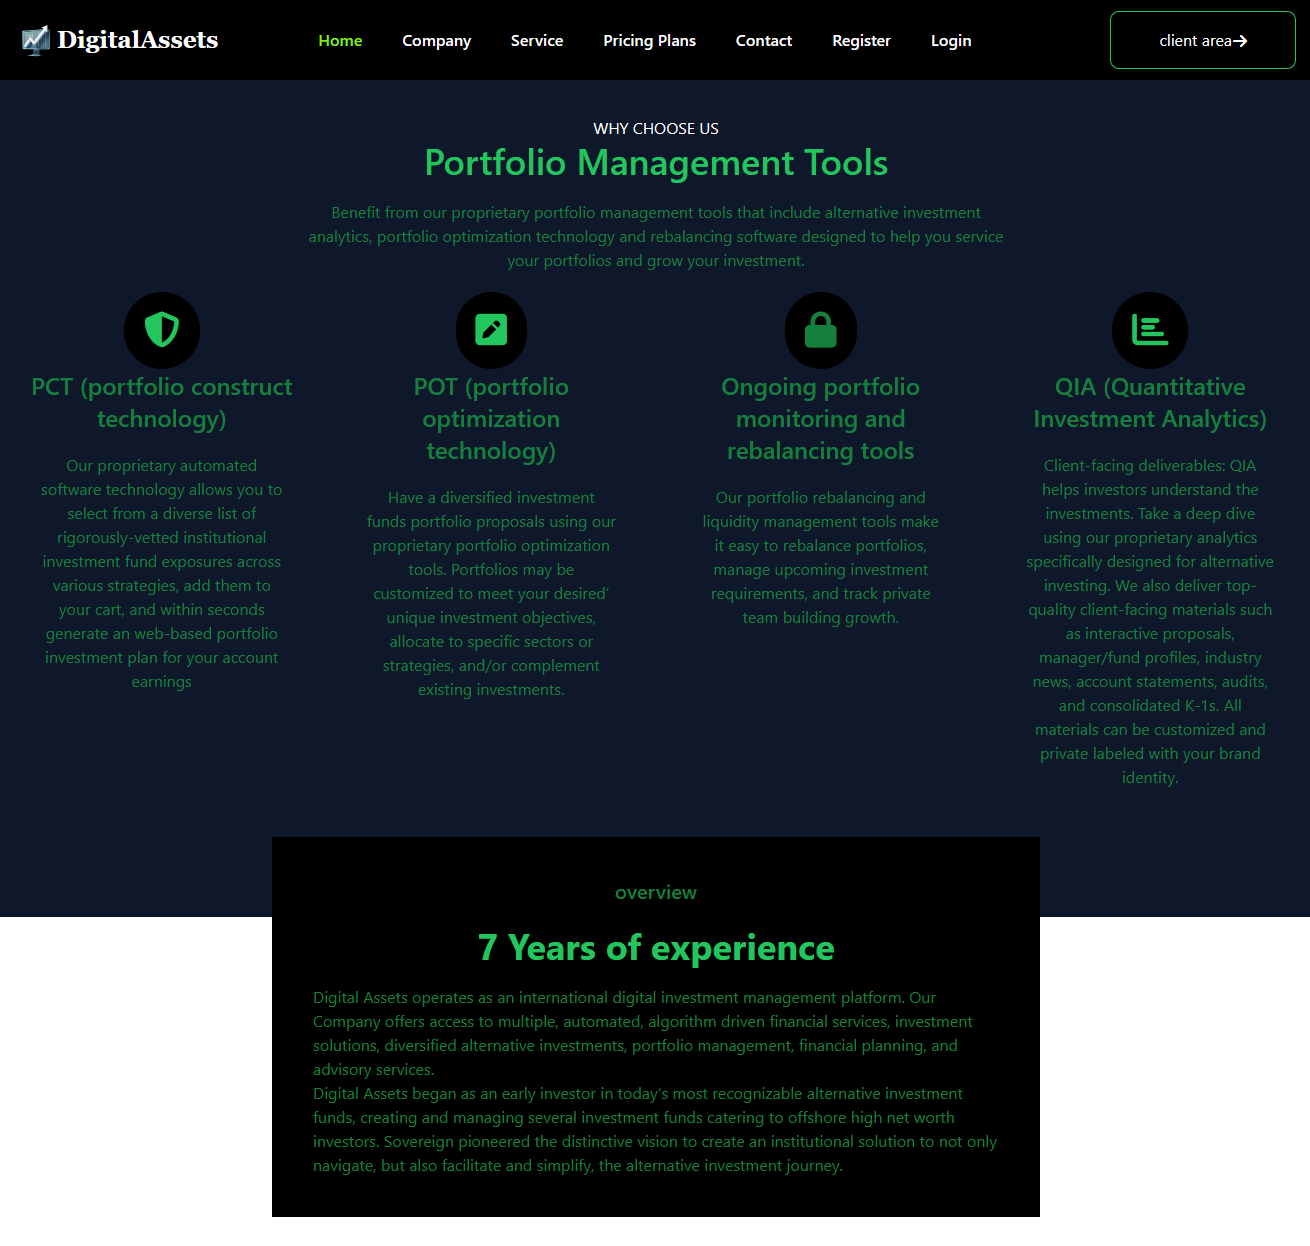 DigitalAssets
Home
Company
Service
Pricing Plans
Contact
Register
Login
client area
WHY CHOOSE US
Portfolio Management Tools
Benefit from our proprietary portfolio management tools that include alternative investment
analytics, portfolio optimization technology and rebalancing software designed to help you service
your portfolios and grow your investment.
PCT (portfolio construct
technology)
Our proprietary automated
software technology allows you to
select from a diverse list of
rigorously-vetted institutional
investment fund exposures across
various strategies, add them to
your cart, and within seconds
generate an web-based portfolio
investment plan for your account
earnings
POT (portfolio
optimization
technology)
Have a diversified investment
funds portfolio proposals using our
proprietary portfolio optimization
tools. Portfolios may be
customized to meet your desired’
unique investment objectives,
allocate to specific sectors or
strategies, and/or complement
existing investments.
Ongoing portfolio
monitoring and
rebalancing tools
Our portfolio rebalancing and
liquidity management tools make
it easy to rebalance portfolios,
manage upcoming investment
requirements, and track private
team building growth.
QIA (Quantitative
Investment Analytics)
Client-facing deliverables: QIA
helps investors understand the
investments. Take a deep dive
using our proprietary analytics
specifically designed for alternative
investing. We also deliver top-
quality client-facing materials such
as interactive proposals,
manager/fund profiles, industry
news, account statements, audits,
and consolidated K-1s. All
materials can be customized and
private labeled with your brand
identity.
overview
7 Years of experience
Digital Assets operates as an international digital investment management platform. Our
Company offers access to multiple, automated, algorithm driven financial services, investment
solutions, diversified alternative investments, portfolio management, financial planning, and
advisory services.
Digital Assets began as an early investor in today’s most recognizable alternative investment
funds, creating and managing several investment funds catering to offshore high net worth
investors. Sovereign pioneered the distinctive vision to create an institutional solution to not only
navigate, but also facilitate and simplify, the alternative investment journey.